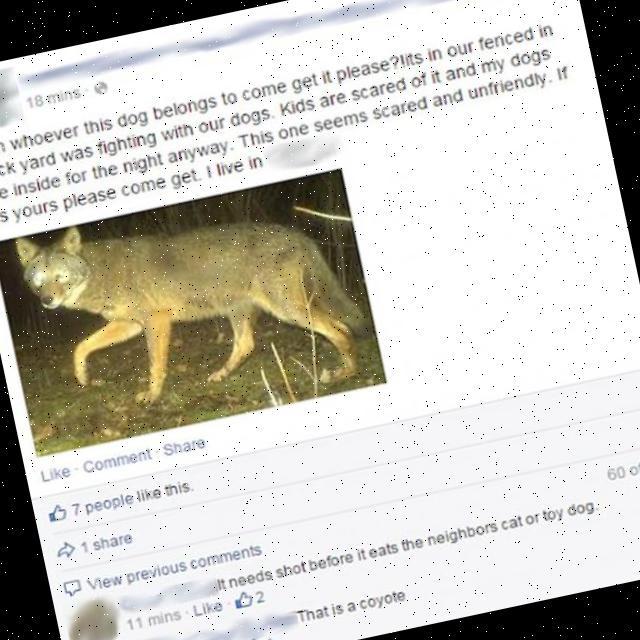 18 mins
whoever this dog belongs to come get it please?!its in our fenced in
ck yard was fighting with our dogs. Kids are scared of it and my dogs
e inside for the night anyway. This one seems scared and unfriendly. If
s yours please come get. I live in
Like · Comment · Share
7 people like this.
1 share
View previous comments
60 of
It needs shot before it eats the neighbors cat or toy dog.
11 mins · Like · 2
That is a coyote.